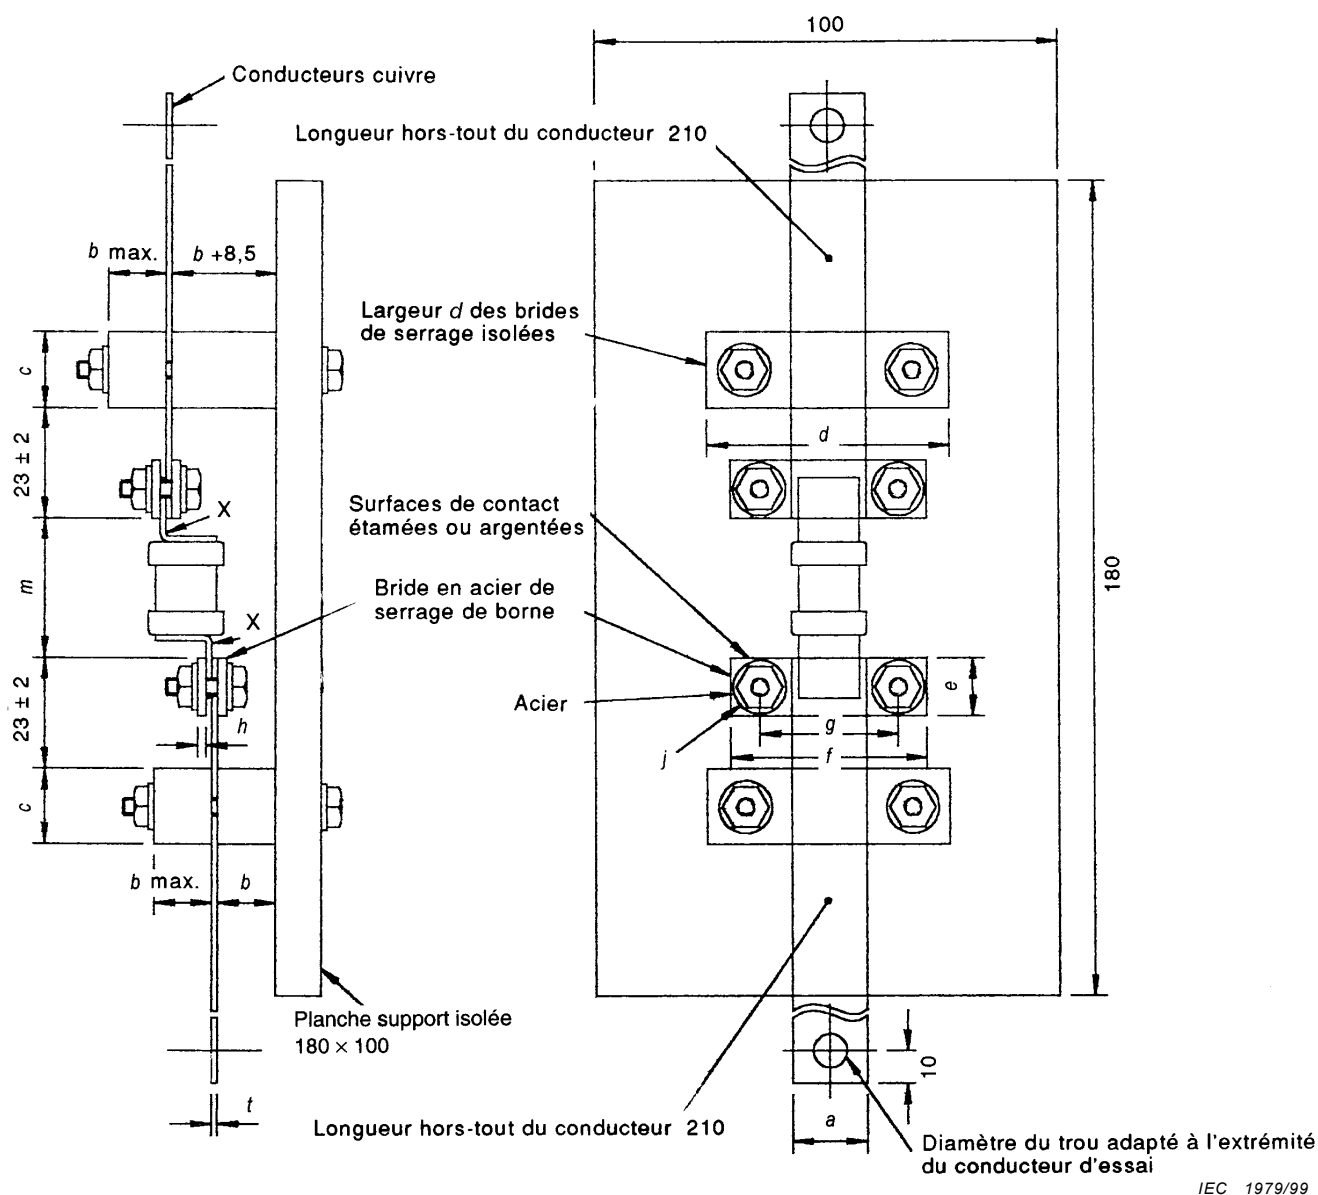 100
Conducteurs cuivre
Longueur hors-tout du conducteur 210
b max.
b +8,5
Largeur d des brides
de serrage isolées
c
d
23 ± 2
Surfaces de contact
étamées ou argentées
X
180
m
Bride en acier de
serrage de borne
X
e
Acier
23 ± 2
h
g
j
f
c
b max.
b
Planche support isolée
180 × 100
10
t
Longueur hors-tout du conducteur 210
a
Diamètre du trou adapté à l'extrémité
du conducteur d'essai
IEC 1979/99